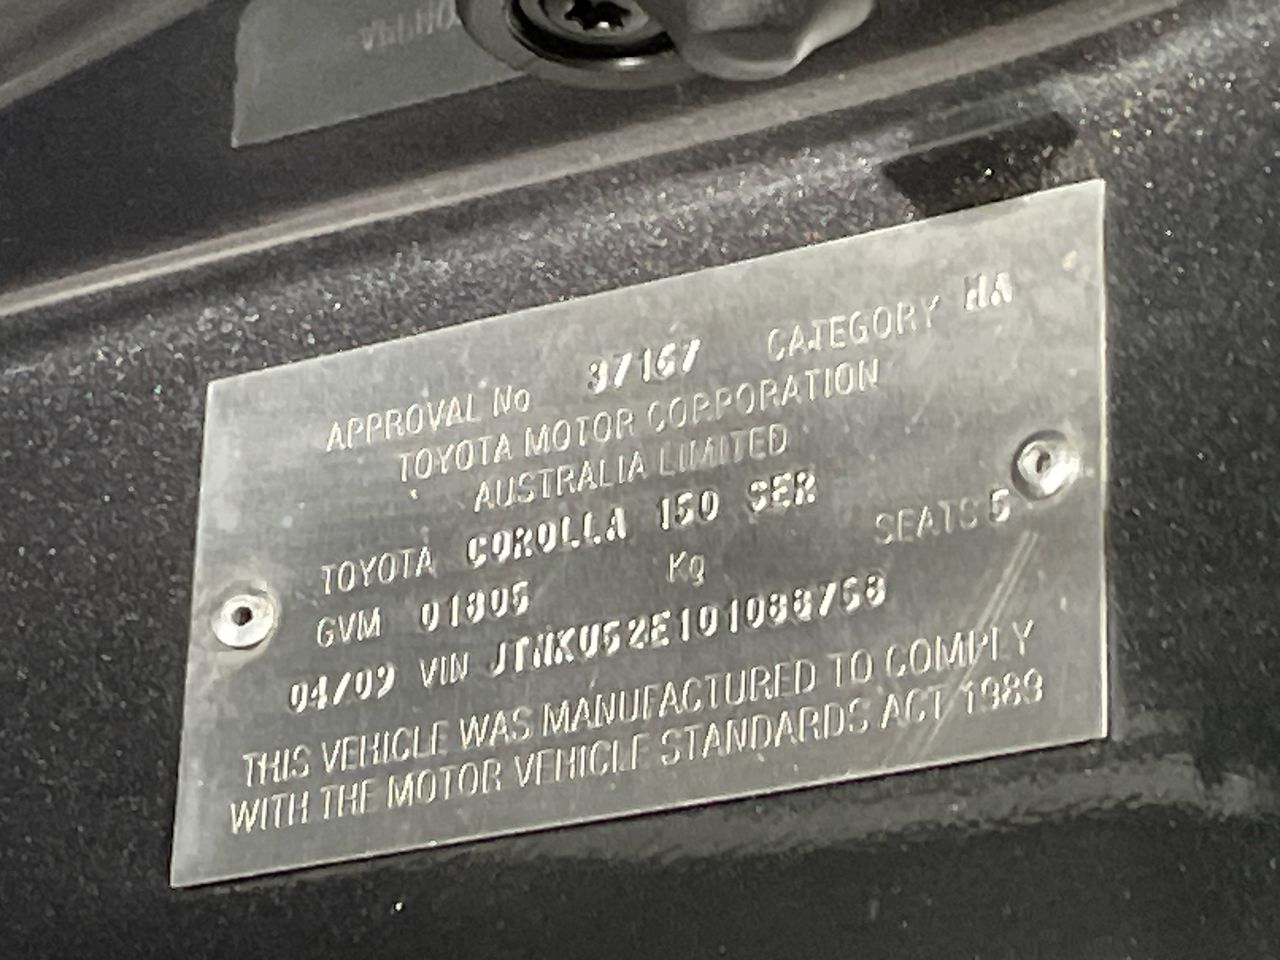 APPROVAL No 37167 CATEGORY MA
TOYOTA MOTOR CORPORATION
AUSTRALIA LIMITED
TOYOTA COROLLA 150 SER
GVM 01805 Kg SEATS 5
04/09 VIN JTNKU52E101088758
THIS VEHICLE WAS MANUFACTURED TO COMPLY
WITH THE MOTOR VEHICLE STANDARDS ACT 1989